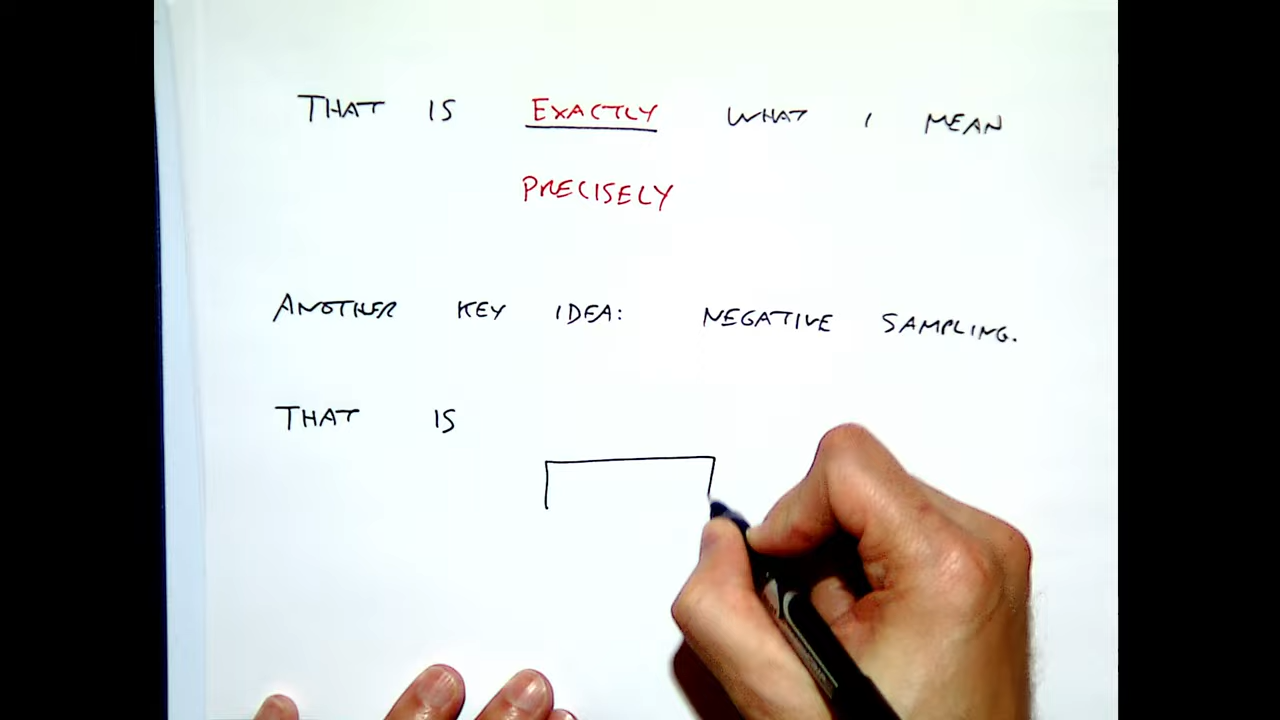 THAT IS EXACTLY WHAT I MEAN
PRECISELY
ANOTHER KEY IDEA: NEGATIVE SAMPLING.
THAT IS